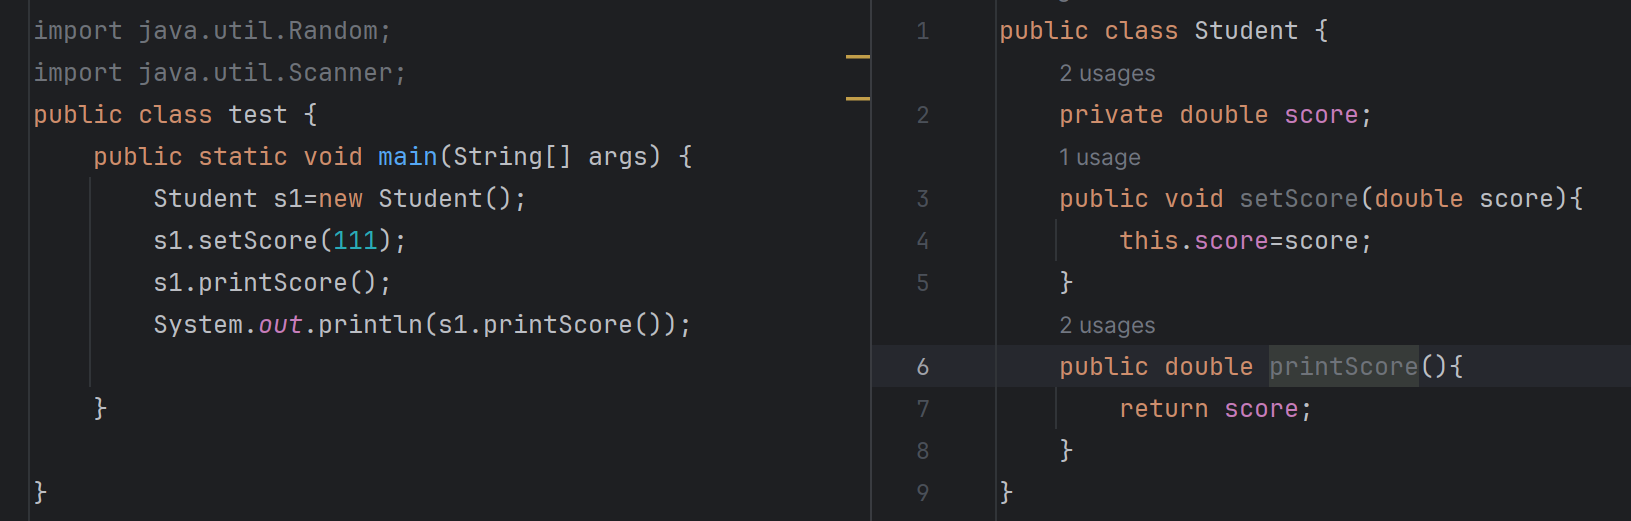 import java.util.Random;
import java.util.Scanner;
public class test {
    public static void main(String[] args) {
        Student s1=new Student();
        s1.setScore(111);
        s1.printScore();
        System.out.println(s1.printScore());
    }
}
1 public class Student {
2 usages
2 private double score;
1 usage
3 public void setScore(double score){
4 this.score=score;
5 }
2 usages
6 public double printScore(){
7 return score;
8 }
9 }